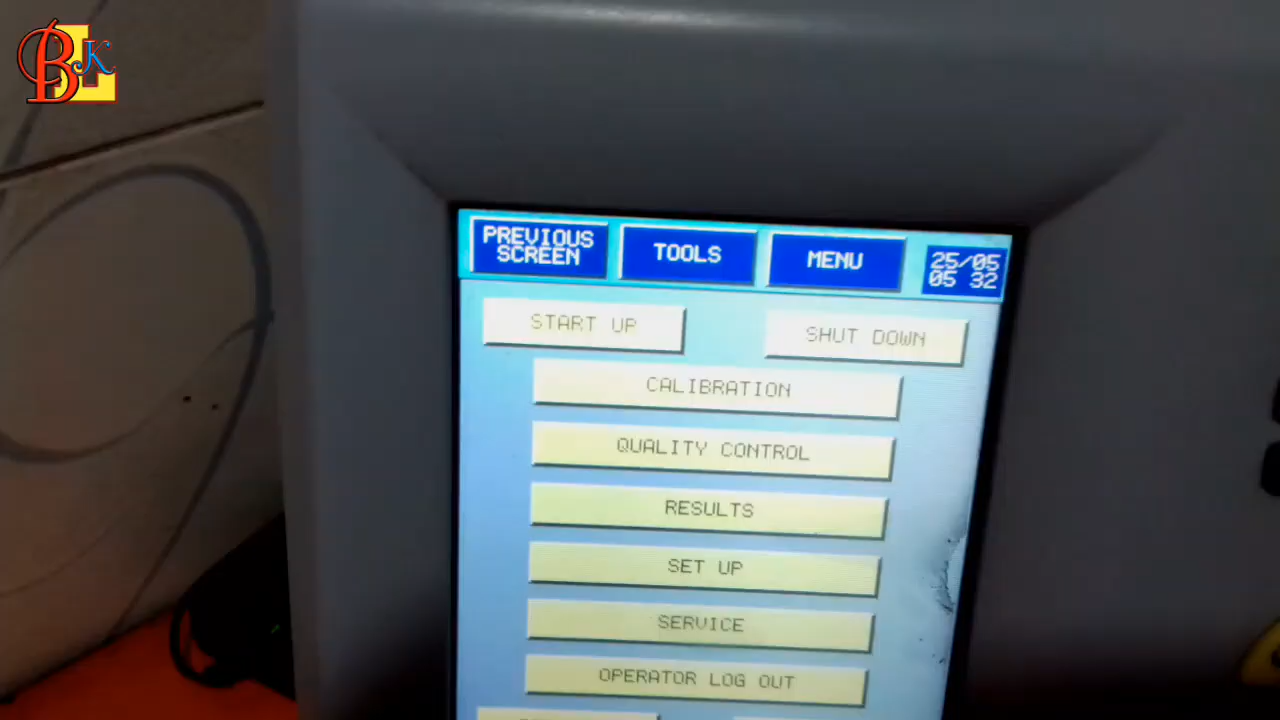 BLK
PREVIOUS
SCREEN
TOOLS
MENU
25/05
05 32
START UP
SHUT DOWN
CALIBRATION
QUALITY CONTROL
RESULTS
SET UP
SERVICE
OPERATOR LOG OUT